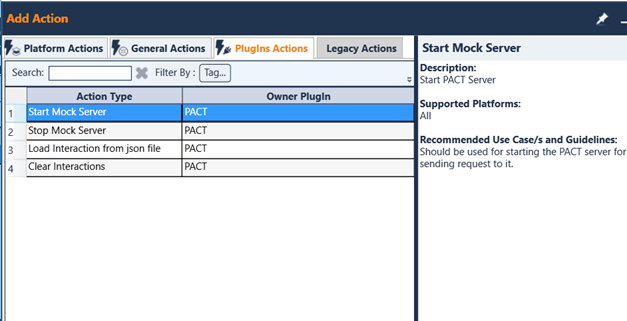 Add Action
Platform Actions General Actions PlugIns Actions Legacy Actions
Search: Filter By : Tag...
Action Type Owner PlugIn
1 Start Mock Server PACT
2 Stop Mock Server PACT
3 Load Interaction from json file PACT
4 Clear Interactions PACT
Start Mock Server
Description:
Start PACT Server
Supported Platforms:
All
Recommended Use Case/s and Guidelines:
Should be used for starting the PACT server for
sending request to it.